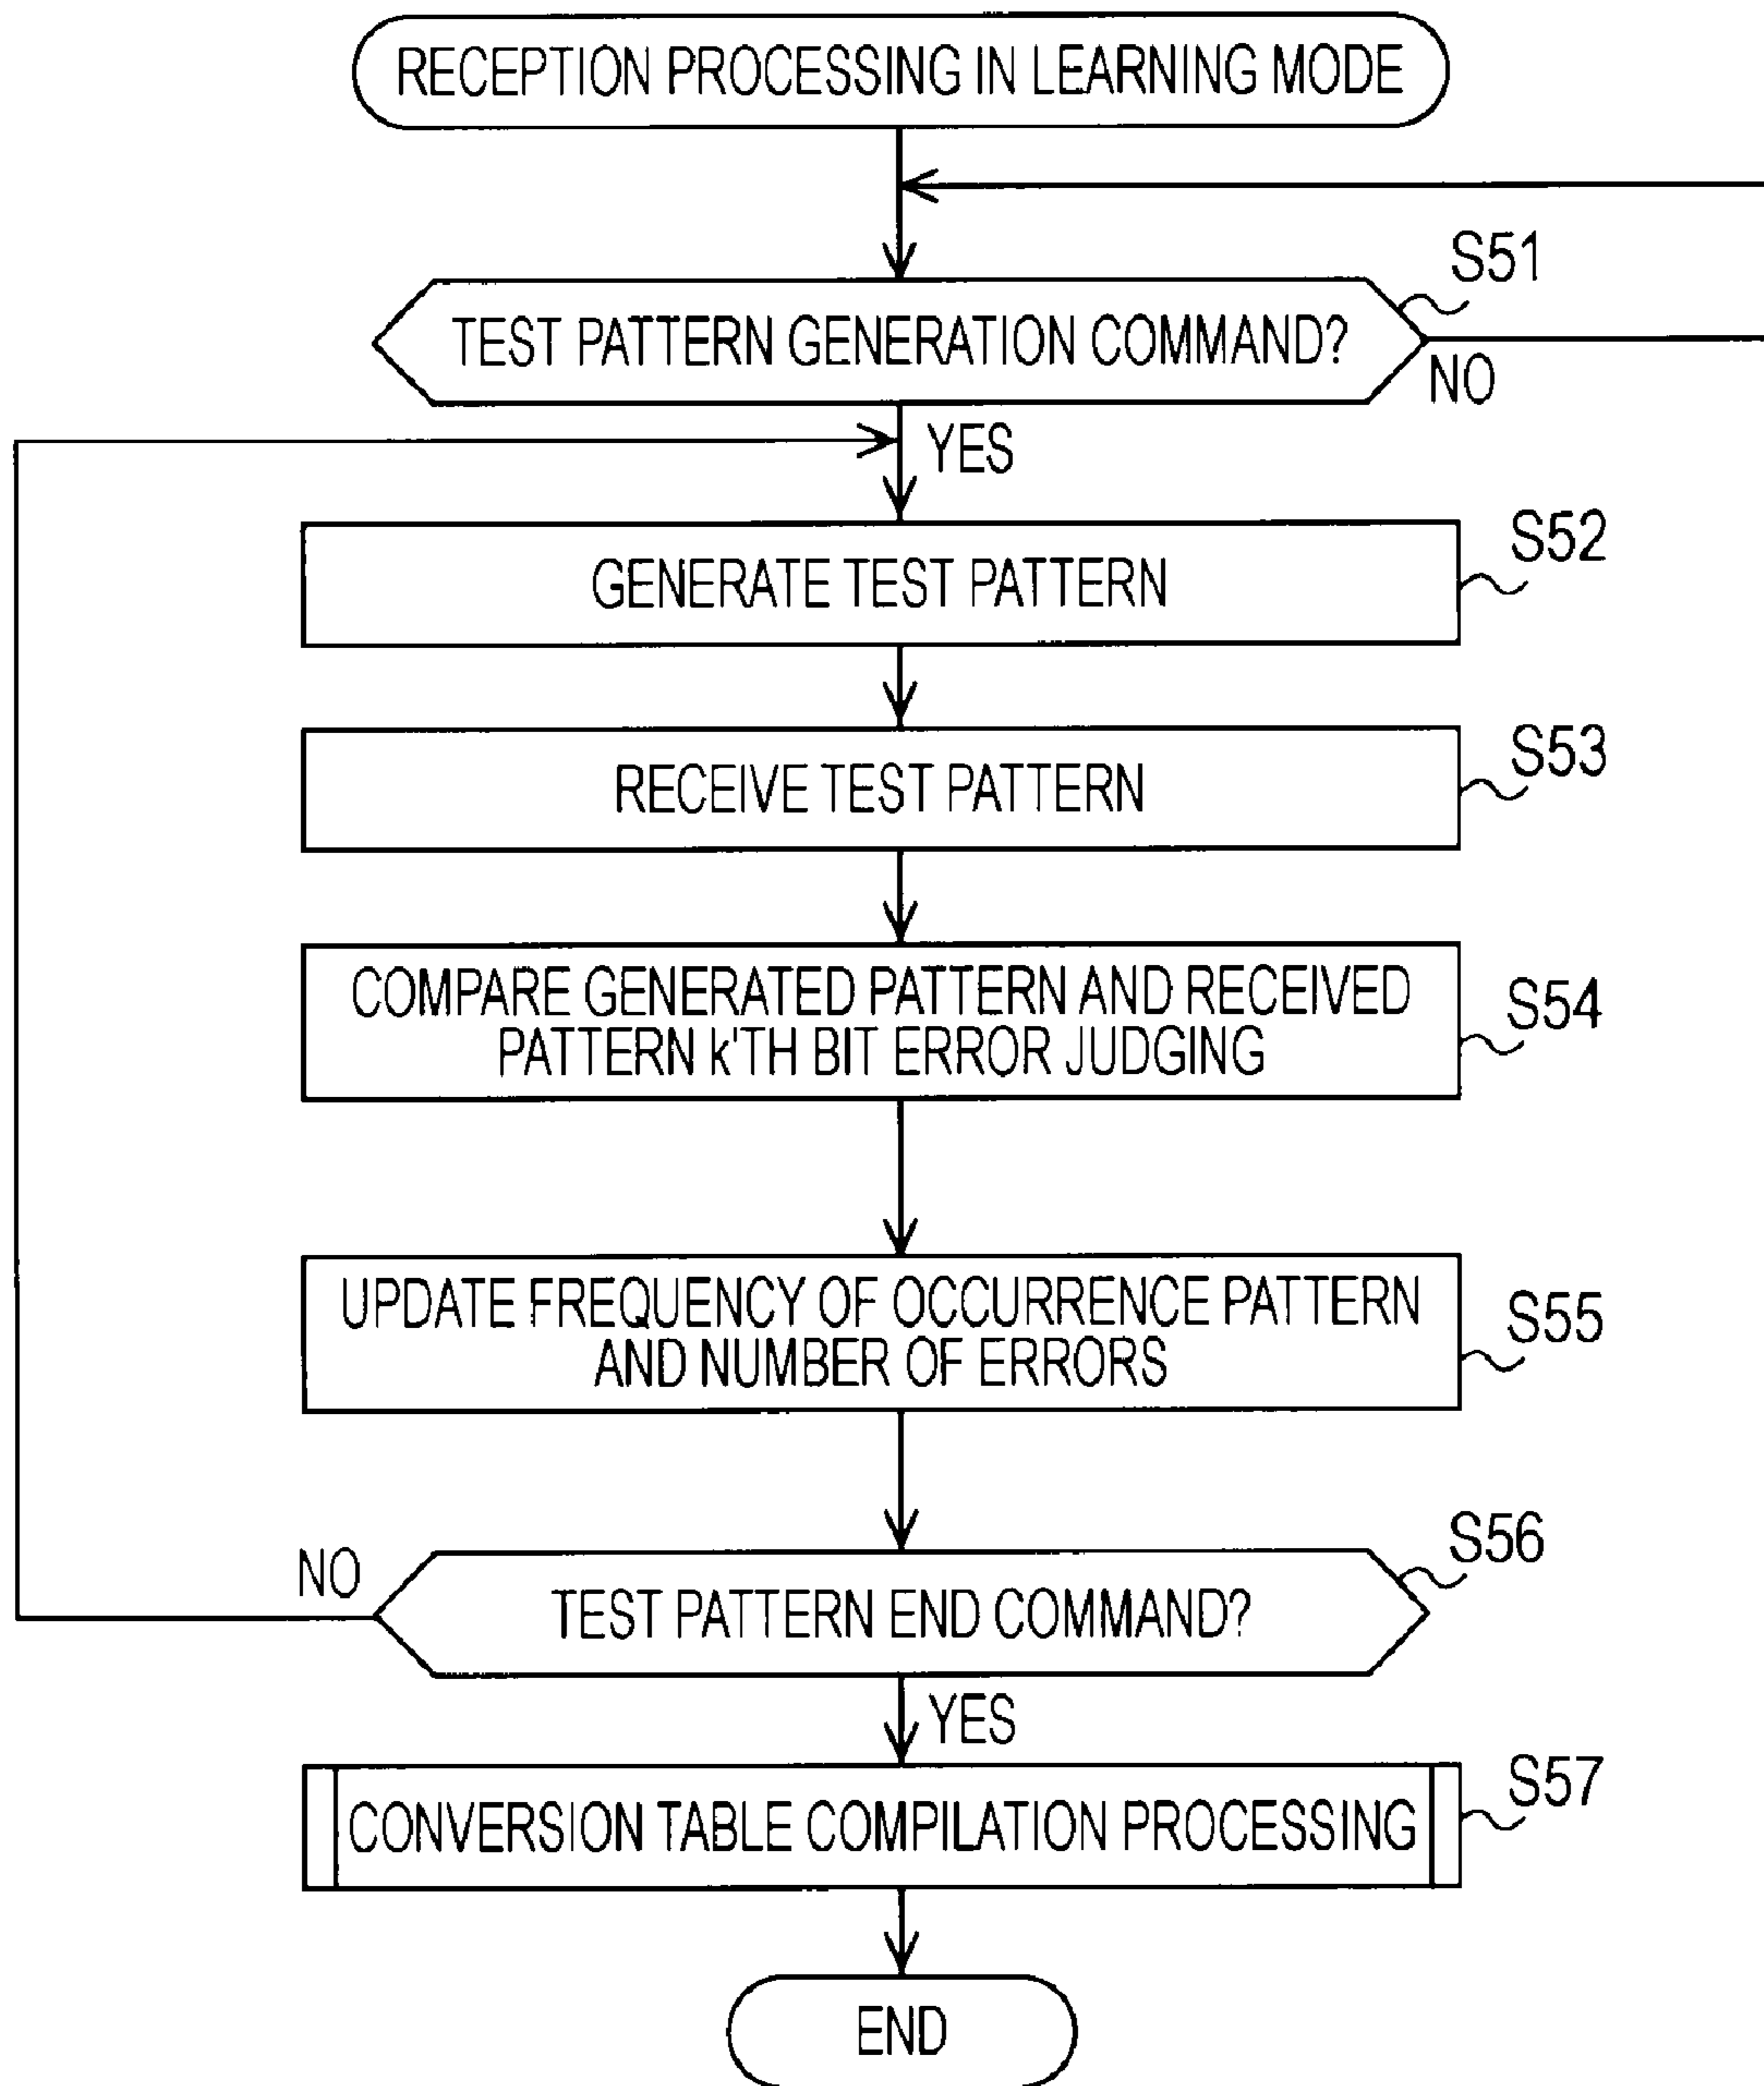 RECEPTION PROCESSING IN LEARNING MODE
S51
TEST PATTERN GENERATION COMMAND?
NO
YES
S52
GENERATE TEST PATTERN
S53
RECEIVE TEST PATTERN
S54
COMPARE GENERATED PATTERN AND RECEIVED
PATTERN k'TH BIT ERROR JUDGING
S55
UPDATE FREQUENCY OF OCCURRENCE PATTERN
AND NUMBER OF ERRORS
S56
NO
TEST PATTERN END COMMAND?
YES
S57
CONVERSION TABLE COMPILATION PROCESSING
END